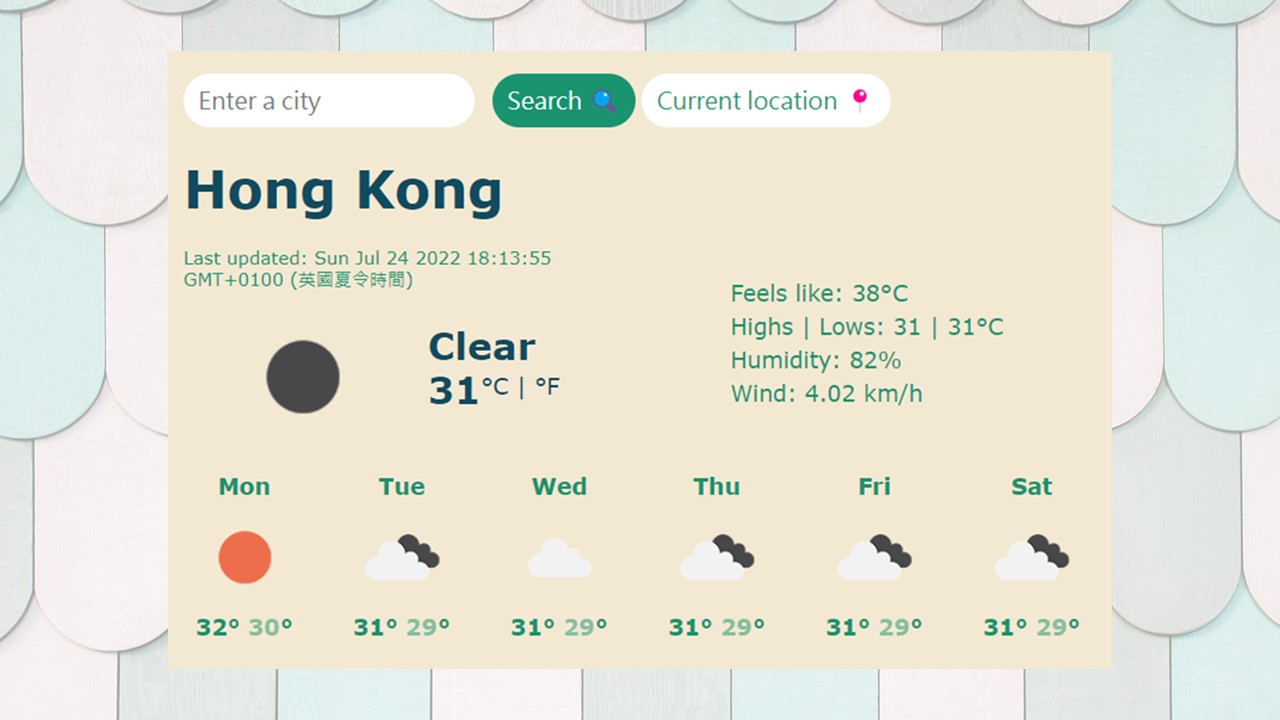 Enter a city
Search
Current location
Hong Kong
Last updated: Sun Jul 24 2022 18:13:55
GMT+0100 (英國夏令時間)
Feels like: 38°C
Highs | Lows: 31 | 31°C
Humidity: 82%
Wind: 4.02 km/h
Clear
31°C | °F
Mon Tue Wed Thu Fri Sat
32° 30° 31° 29° 31° 29° 31° 29° 31° 29° 31° 29°